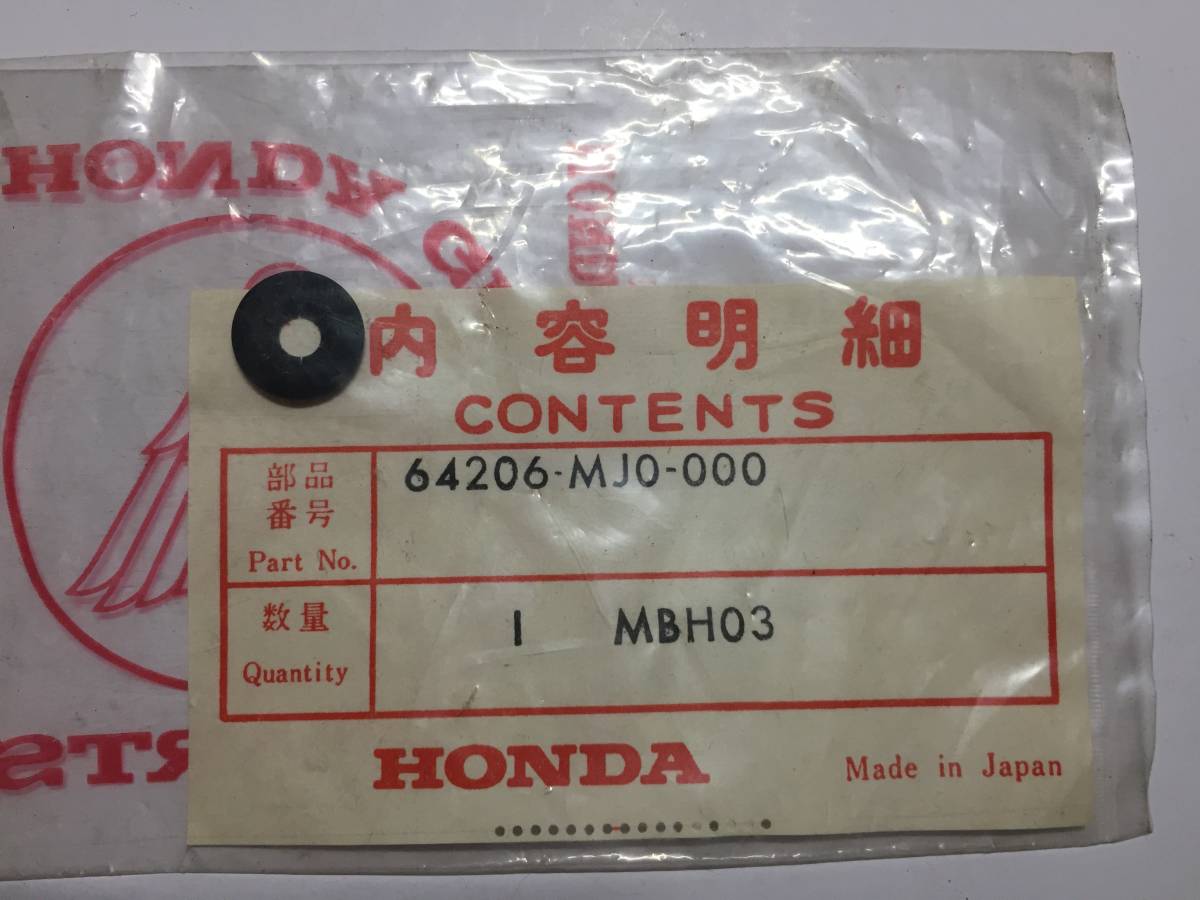 HONDA
内容明細
CONTENTS
部品
番号
Part No.
64206-MJ0-000
数量
Quantity
1 MBH03
HONDA
Made in Japan